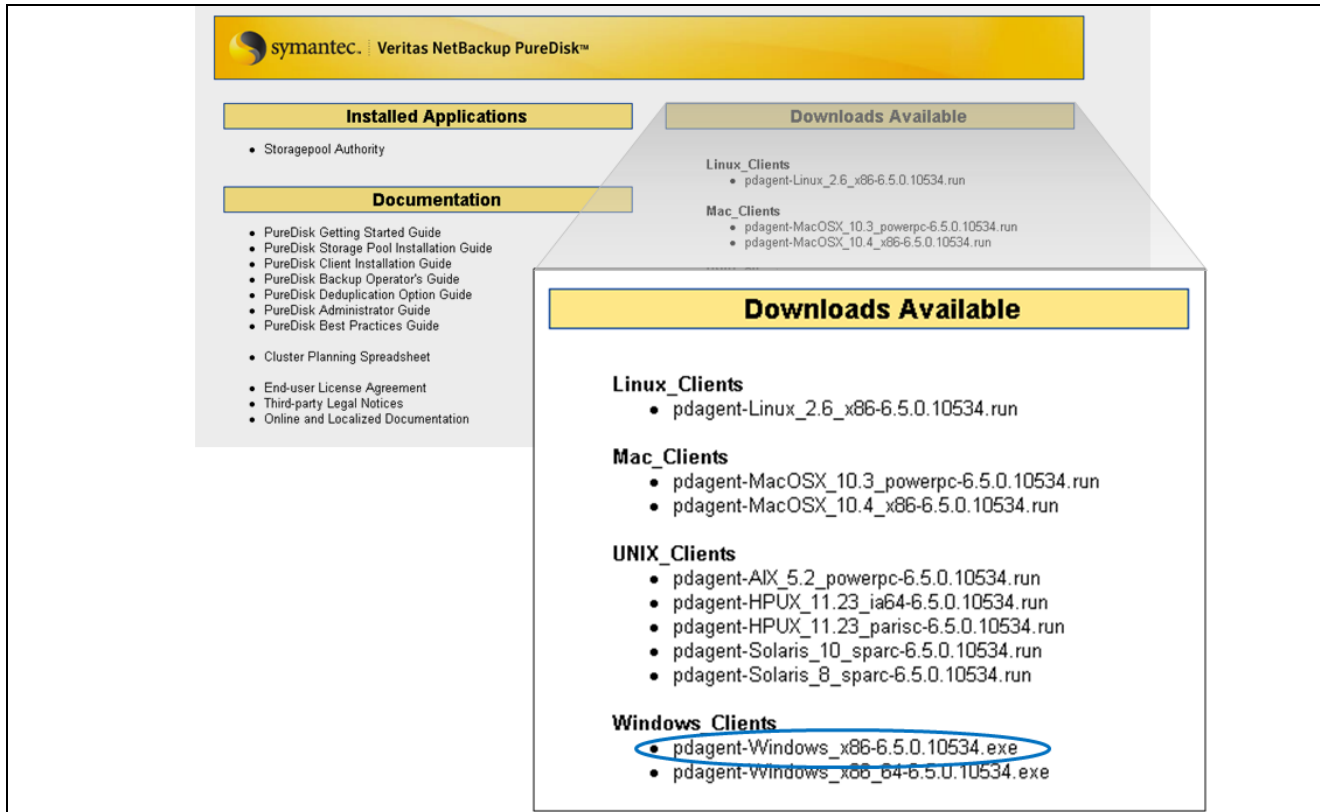 symantec. Veritas NetBackup PureDisk™
Installed Applications
• Storagepool Authority
Documentation
• PureDisk Getting Started Guide
• PureDisk Storage Pool Installation Guide
• PureDisk Client Installation Guide
• PureDisk Backup Operator's Guide
• PureDisk Deduplication Option Guide
• PureDisk Administrator Guide
• PureDisk Best Practices Guide
• Cluster Planning Spreadsheet
• End-user License Agreement
• Third-party Legal Notices
• Online and Localized Documentation
Downloads Available
Linux_Clients
• pdagent-Linux_2.6_x86-6.5.0.10534.run
Mac_Clients
• pdagent-MacOSX_10.3_powerpc-6.5.0.10534.run
• pdagent-MacOSX_10.4_x86-6.5.0.10534.run
Downloads Available
Linux_Clients
• pdagent-Linux_2.6_x86-6.5.0.10534.run
Mac_Clients
• pdagent-MacOSX_10.3_powerpc-6.5.0.10534.run
• pdagent-MacOSX_10.4_x86-6.5.0.10534.run
UNIX_Clients
• pdagent-AIX_5.2_powerpc-6.5.0.10534.run
• pdagent-HPUX_11.23_ia64-6.5.0.10534.run
• pdagent-HPUX_11.23_parisc-6.5.0.10534.run
• pdagent-Solaris_10_sparc-6.5.0.10534.run
• pdagent-Solaris_8_sparc-6.5.0.10534.run
Windows_Clients
• pdagent-Windows_x86-6.5.0.10534.exe
• pdagent-Windows_x86_64-6.5.0.10534.exe